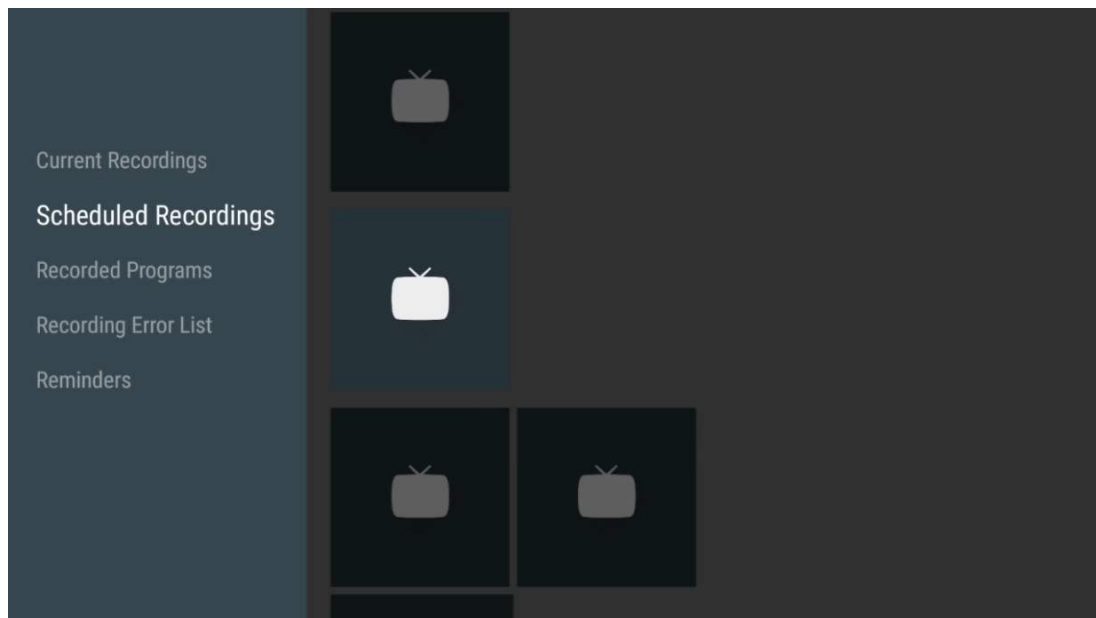 Current Recordings
Scheduled Recordings
Recorded Programs
Recording Error List
Reminders